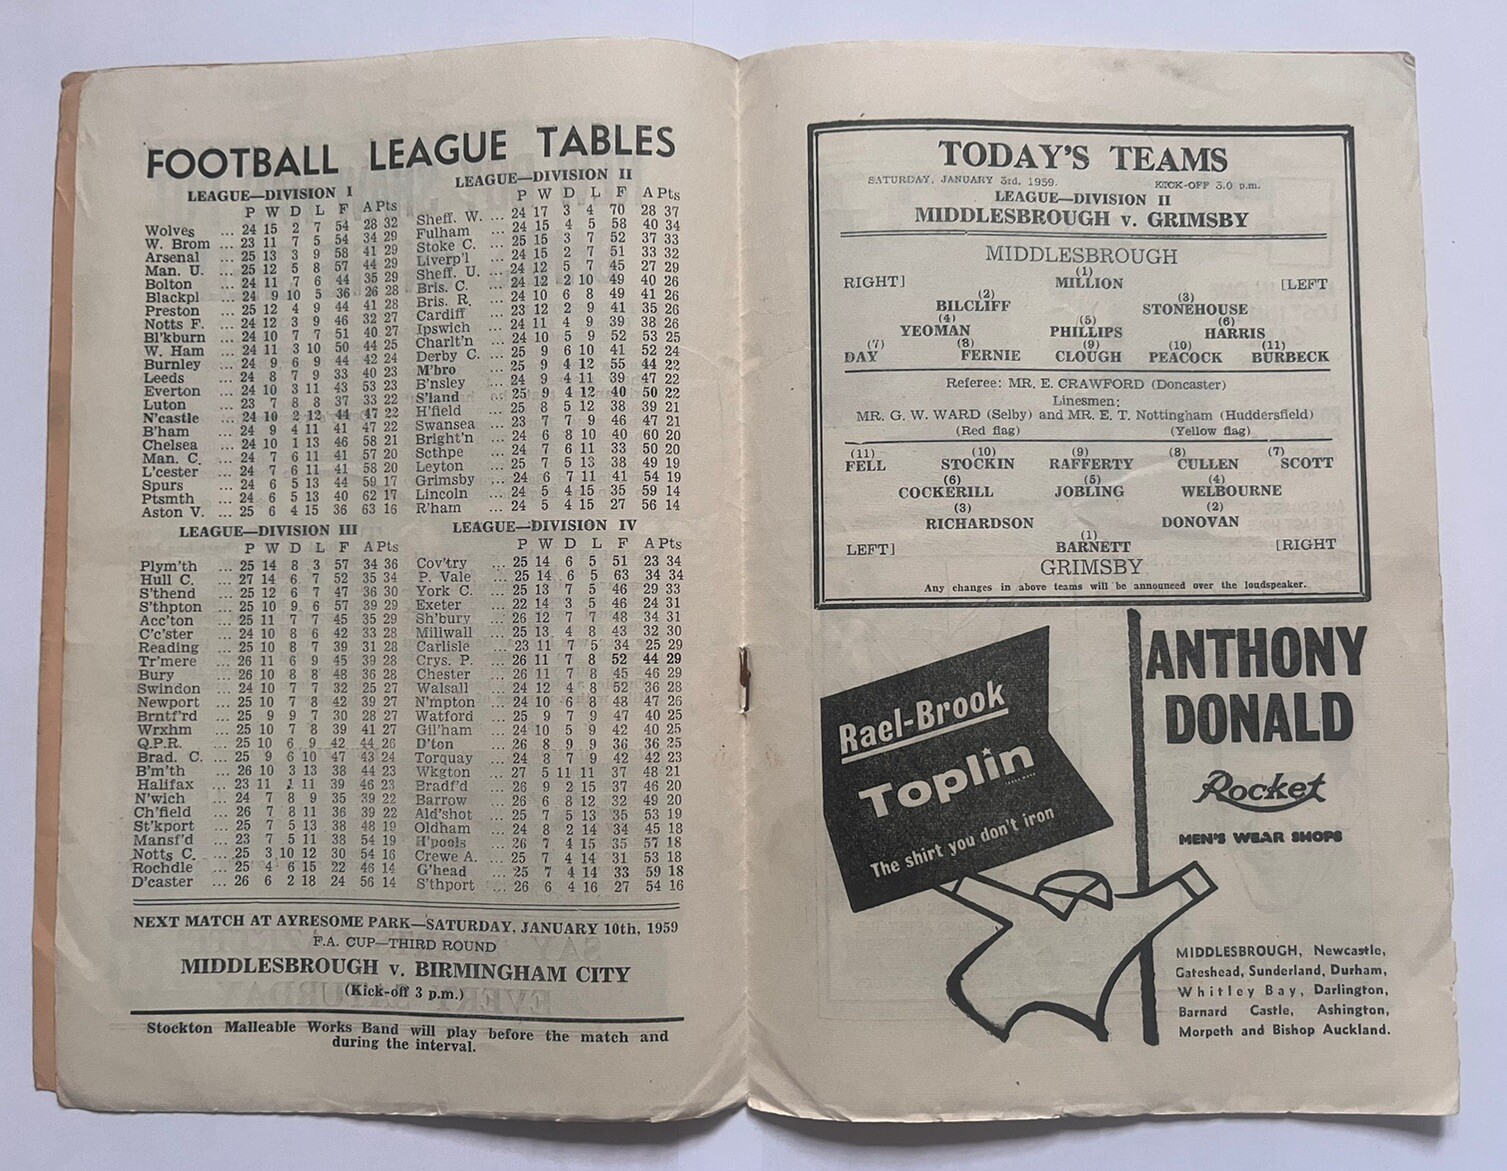 FOOTBALL LEAGUE TABLES
LEAGUE—DIVISION I
P W D L F A Pts
Wolves ... 24 15 2 7 54 28 32
W. Brom ... 23 11 7 5 54 34 29
Arsenal ... 25 13 3 9 58 41 29
Man. U. ... 25 12 5 8 57 44 29
Bolton ... 24 11 7 6 44 35 29
Blackpl ... 24 9 10 5 36 26 28
Preston ... 25 12 4 9 44 41 28
Notts F. ... 24 12 3 9 46 32 27
Bl'kburn ... 24 10 7 7 51 40 27
W. Ham ... 24 11 3 10 50 44 25
Burnley ... 24 9 6 9 44 42 24
Leeds ... 24 8 7 9 33 40 23
Everton ... 24 10 3 11 43 53 23
Luton ... 23 7 8 8 37 33 22
N'castle ... 24 10 2 12 44 47 22
B'ham ... 24 9 4 11 41 47 22
Chelsea ... 24 10 1 13 46 58 21
Man. C. ... 24 7 6 11 41 57 20
L'cester ... 24 7 6 11 41 58 20
Spurs ... 24 6 5 13 44 59 17
Ptsmth ... 24 6 5 13 40 62 17
Aston V. ... 25 6 4 15 36 63 16
LEAGUE—DIVISION II
P W D L F A Pts
Sheff. W. ... 24 17 3 4 70 28 37
Fulham ... 24 15 4 5 58 40 34
Stoke C. ... 25 15 3 7 52 37 33
Liverp'l ... 24 15 2 7 51 33 32
Sheff. U. ... 24 12 5 7 45 27 29
Bris. C. ... 24 12 2 10 49 40 26
Bris. R. ... 24 10 6 8 49 41 26
Cardiff ... 23 12 2 9 41 35 26
Ipswich ... 24 11 4 9 39 38 26
Charlt'n ... 24 10 5 9 52 53 25
Derby C. ... 25 9 6 10 41 52 24
M'bro ... 25 9 4 12 55 44 22
B'nsley ... 24 9 4 11 39 47 22
S'land ... 25 9 4 12 40 50 22
H'field ... 25 8 5 12 38 39 21
Swansea ... 23 7 7 9 46 47 21
Bright'n ... 24 6 8 10 40 60 20
Scthpe ... 24 7 6 11 33 50 20
Leyton ... 25 7 5 13 38 49 19
Grimsby ... 24 6 7 11 41 54 19
Lincoln ... 24 5 4 15 35 59 14
R'ham ... 24 5 4 15 27 56 14
LEAGUE—DIVISION III
P W D L F A Pts
Plym'th ... 25 14 8 3 57 34 36
Hull C. ... 27 14 6 7 52 35 34
S'thend ... 25 12 6 7 47 36 30
S'thpton ... 25 10 9 6 57 39 29
Acc'ton ... 25 11 7 7 45 35 29
C'c'ster ... 24 10 8 6 42 33 28
Reading ... 25 10 8 7 39 31 28
Tr'mere ... 26 11 6 9 45 39 28
Bury ... 26 10 8 8 48 36 28
Swindon ... 24 10 7 7 32 25 27
Newport ... 25 10 7 8 42 39 27
Brntf'rd ... 25 9 9 7 30 28 27
Wrxhm ... 25 10 7 8 39 41 27
Q.P.R. ... 25 10 6 9 42 44 26
Brad. C. ... 25 9 6 10 47 43 24
B'm'th ... 26 10 3 13 38 44 23
Halifax ... 23 11 1 11 39 46 23
N'wich ... 24 7 8 9 35 39 22
Ch'field ... 26 7 8 11 36 39 22
St'kport ... 25 7 5 13 38 48 19
Mansf'd ... 23 7 5 11 38 54 19
Notts C. ... 25 3 10 12 30 54 16
Rochdle ... 25 4 6 15 22 46 14
D'caster ... 26 6 2 18 24 56 14
LEAGUE—DIVISION IV
P W D L F A Pts
Cov'try ... 25 14 6 5 51 23 34
P. Vale ... 25 14 6 5 63 34 34
York C. ... 25 13 7 5 46 29 33
Exeter ... 22 14 3 5 46 24 31
Sh'bury ... 26 12 7 7 48 34 31
Millwall ... 25 13 4 8 43 32 30
Carlisle ... 23 11 7 5 34 25 29
Crys. P. ... 26 11 7 8 52 44 29
Chester ... 26 11 7 8 45 46 29
Walsall ... 24 12 4 8 52 36 28
N'mpton ... 24 10 6 8 48 47 26
Watford ... 25 9 7 9 47 40 25
Gil'ham ... 24 10 5 9 42 40 25
D'ton ... 26 8 9 9 36 36 25
Torquay ... 24 8 7 9 42 42 23
Wkgton ... 27 5 11 11 37 48 21
Bradf'd ... 26 9 2 15 37 46 20
Barrow ... 26 6 8 12 32 49 20
Ald'shot ... 25 7 5 13 35 53 19
Oldham ... 24 8 2 14 34 45 18
H'pools ... 26 7 4 15 35 57 18
Crewe A. ... 25 7 4 14 31 53 18
G'head ... 25 7 4 14 33 59 18
S'thport ... 26 6 4 16 27 54 16
NEXT MATCH AT AYRESOME PARK—SATURDAY, JANUARY 10th, 1959
F.A. CUP—THIRD ROUND
MIDDLESBROUGH v. BIRMINGHAM CITY
(Kick-off 3 p.m.)
Stockton Malleable Works Band will play before the match and
during the interval.
TODAY'S TEAMS
SATURDAY, JANUARY 3rd, 1959. KICK-OFF 3.0 p.m.
LEAGUE—DIVISION II
MIDDLESBROUGH v. GRIMSBY
MIDDLESBROUGH
(1)
RIGHT] MILLION [LEFT
(2) (3)
BILCLIFF STONEHOUSE
(4) (5) (6)
YEOMAN PHILLIPS HARRIS
(7) (8) (9) (10) (11)
DAY FERNIE CLOUGH PEACOCK BURBECK
Referee: MR. E. CRAWFORD (Doncaster)
Linesmen:
MR. G. W. WARD (Selby) and MR. E. T. Nottingham (Huddersfield)
(Red flag) (Yellow flag)
(11) (10) (9) (8) (7)
FELL STOCKIN RAFFERTY CULLEN SCOTT
(6) (5) (4)
COCKERILL JOBLING WELBOURNE
(3) (2)
RICHARDSON DONOVAN
(1)
LEFT] BARNETT [RIGHT
GRIMSBY
Any changes in above teams will be announced over the loudspeaker.
Rael-Brook
Toplin
The shirt you don't iron
ANTHONY
DONALD
Rocket
MEN'S WEAR SHOPS
MIDDLESBROUGH, Newcastle,
Gateshead, Sunderland, Durham,
Whitley Bay, Darlington,
Barnard Castle, Ashington,
Morpeth and Bishop Auckland.